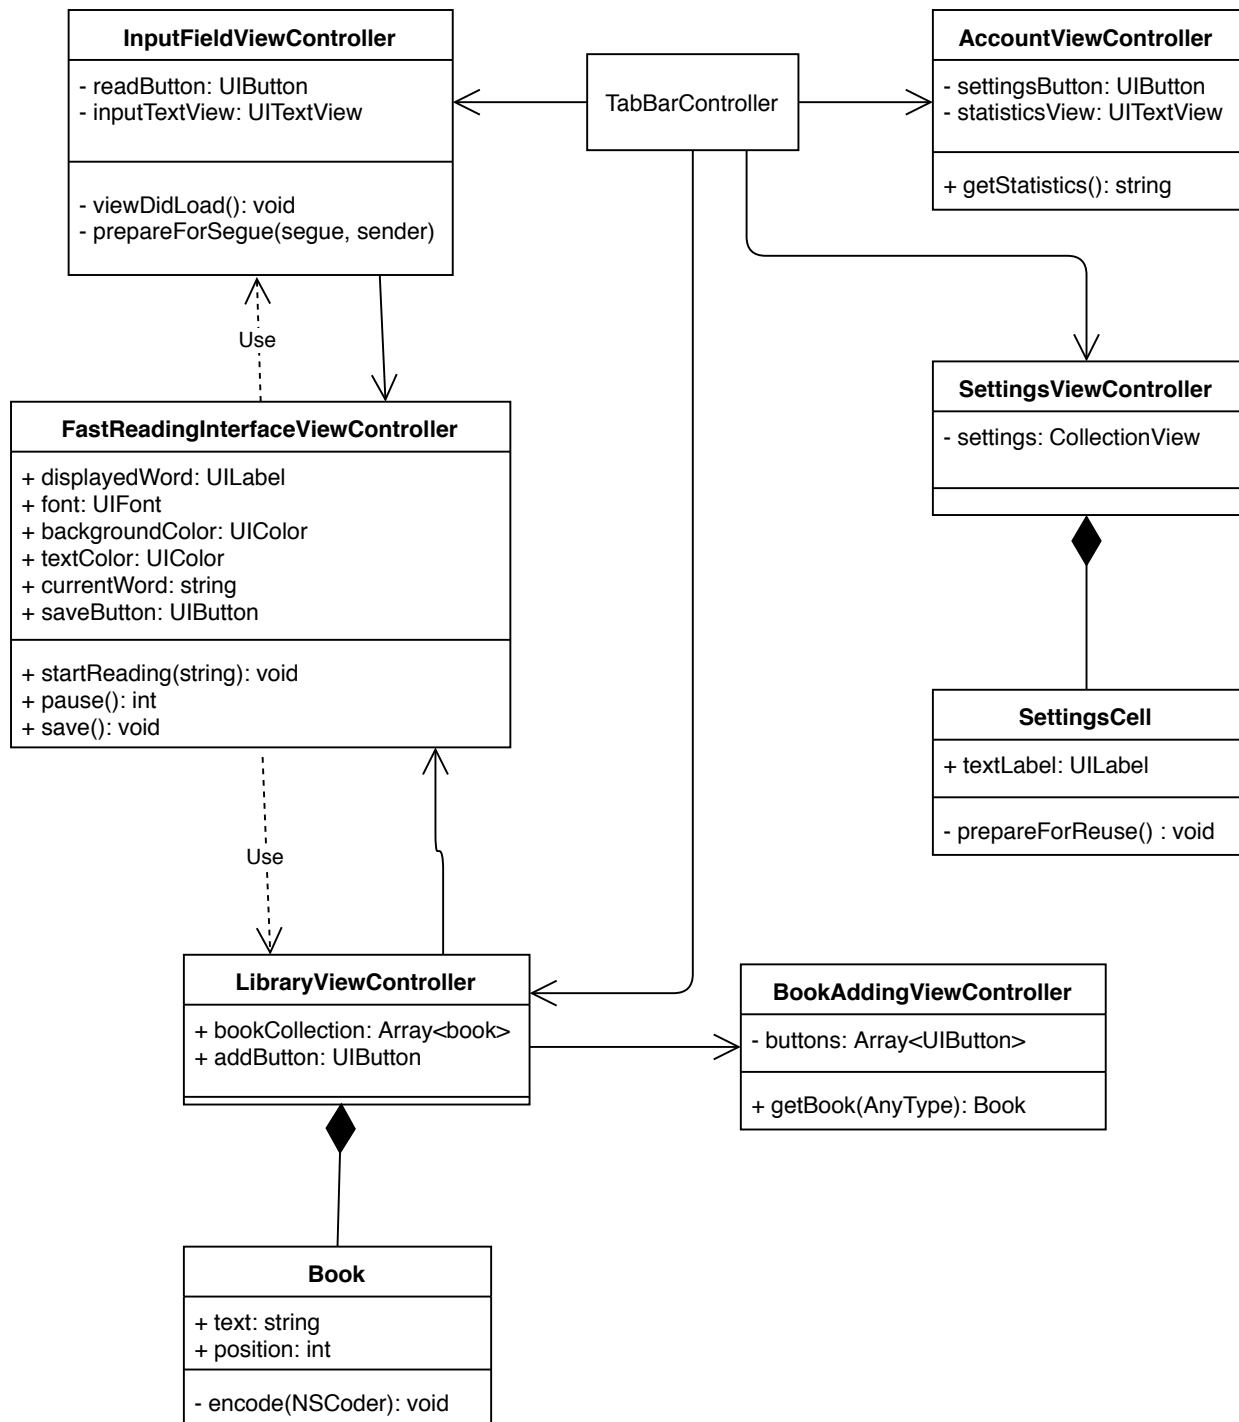 InputFieldViewController
- readButton: UIButton
- inputTextView: UITextView
- viewDidLoad(): void
- prepareForSegue(segue, sender)
TabBarController
AccountViewController
- settingsButton: UIButton
- statisticsView: UITextView
+ getStatistics(): string
Use
FastReadingInterfaceViewController
+ displayedWord: UILabel
+ font: UIFont
+ backgroundColor: UIColor
+ textColor: UIColor
+ currentWord: string
+ saveButton: UIButton
+ startReading(string): void
+ pause(): int
+ save(): void
SettingsViewController
- settings: CollectionView
SettingsCell
+ textLabel: UILabel
- prepareForReuse() : void
Use
LibraryViewController
+ bookCollection: Array<book>
+ addButton: UIButton
BookAddingViewController
- buttons: Array<UIButton>
+ getBook(AnyType): Book
Book
+ text: string
+ position: int
- encode(NSCoder): void